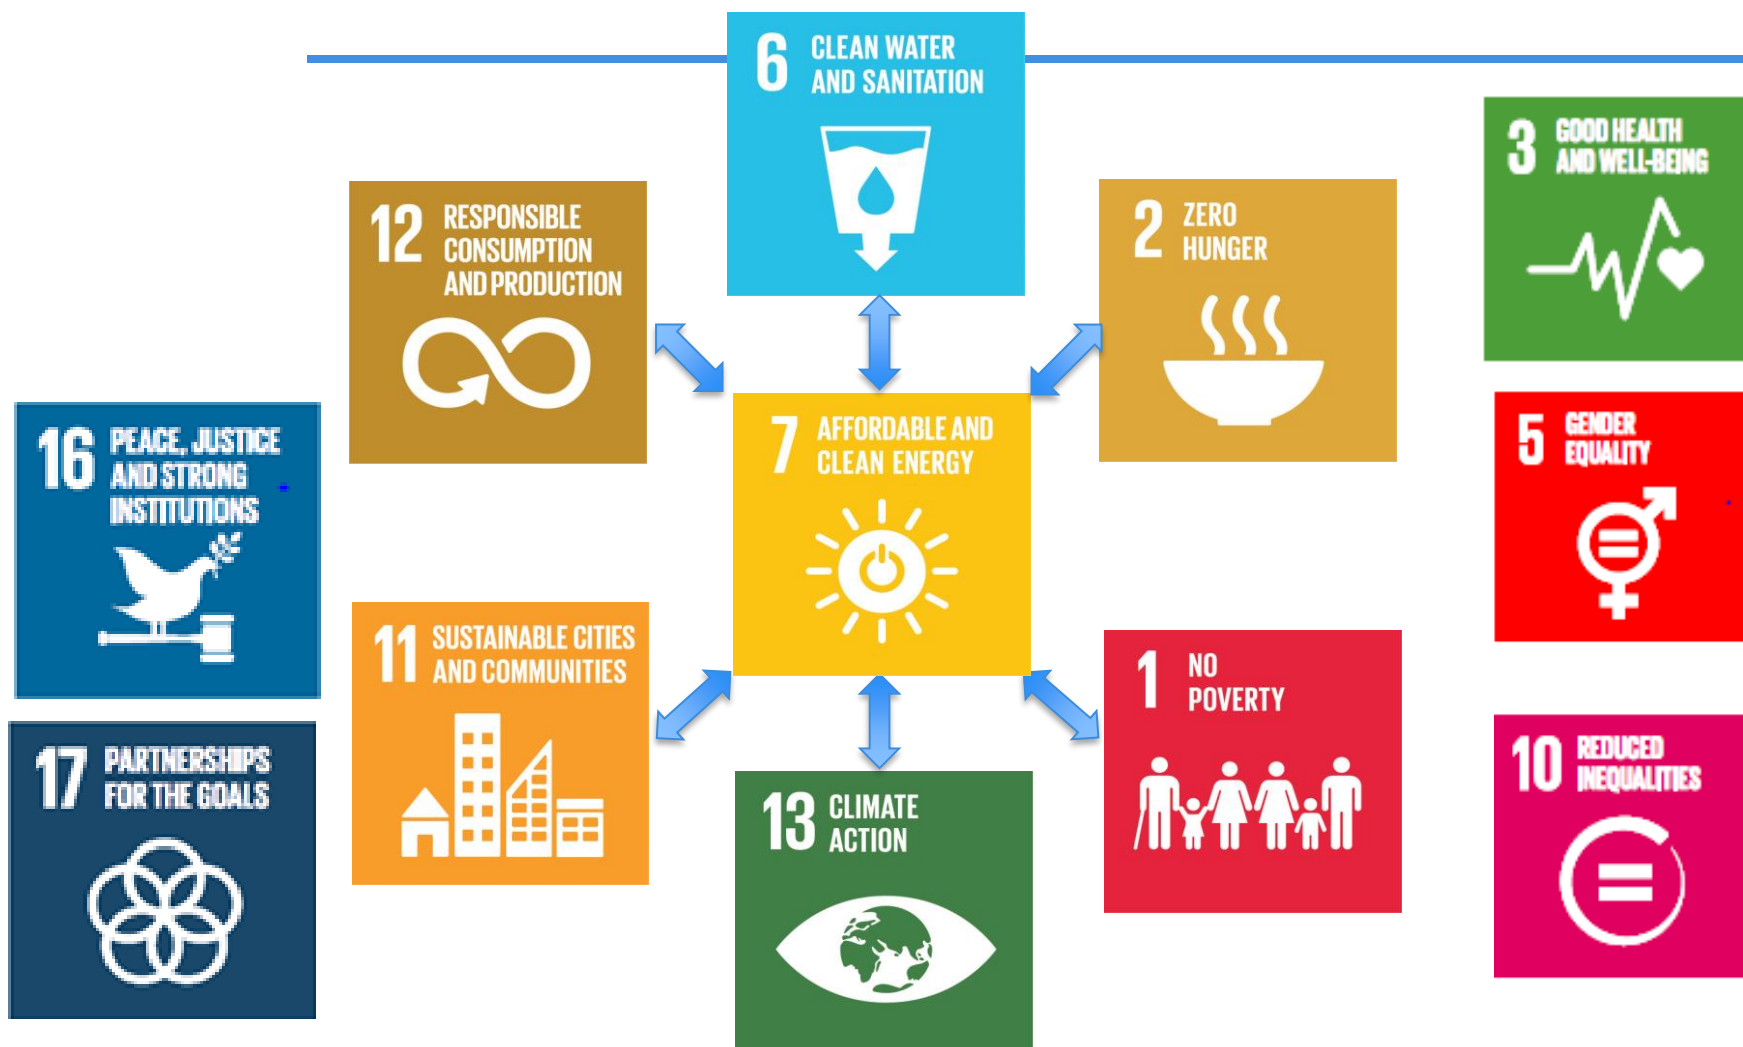 6 CLEAN WATER
AND SANITATION
3 GOOD HEALTH
AND WELL-BEING
12 RESPONSIBLE
CONSUMPTION
AND PRODUCTION
2 ZERO
HUNGER
16 PEACE, JUSTICE
AND STRONG
INSTITUTIONS
7 AFFORDABLE AND
CLEAN ENERGY
5 GENDER
EQUALITY
11 SUSTAINABLE CITIES
AND COMMUNITIES
1 NO
POVERTY
17 PARTNERSHIPS
FOR THE GOALS
13 CLIMATE
ACTION
10 REDUCED
INEQUALITIES